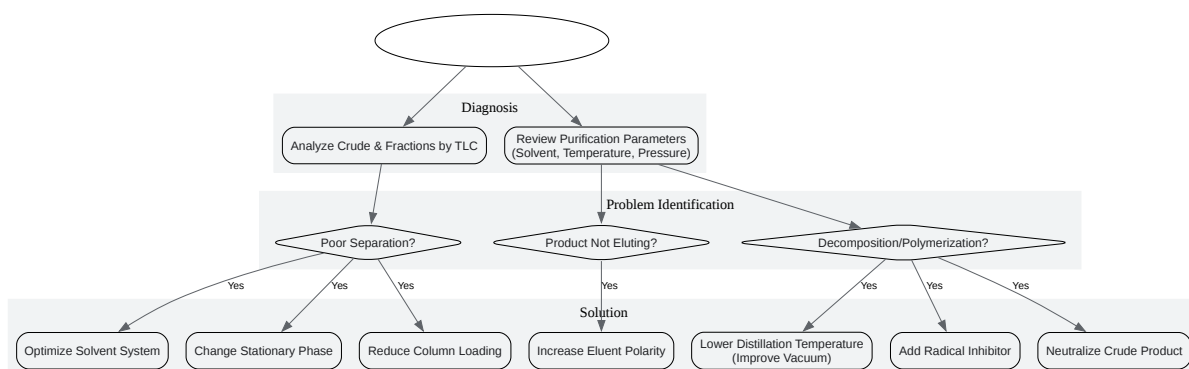 Diagnosis
Analyze Crude & Fractions by TLC
Review Purification Parameters
(Solvent, Temperature, Pressure)
Problem Identification
Poor Separation?
Product Not Eluting?
Decomposition/Polymerization?
Yes
Yes
Yes
Yes
Yes
Yes
Yes
Solution
Optimize Solvent System
Change Stationary Phase
Reduce Column Loading
Increase Eluent Polarity
Lower Distillation Temperature
(Improve Vacuum)
Add Radical Inhibitor
Neutralize Crude Product